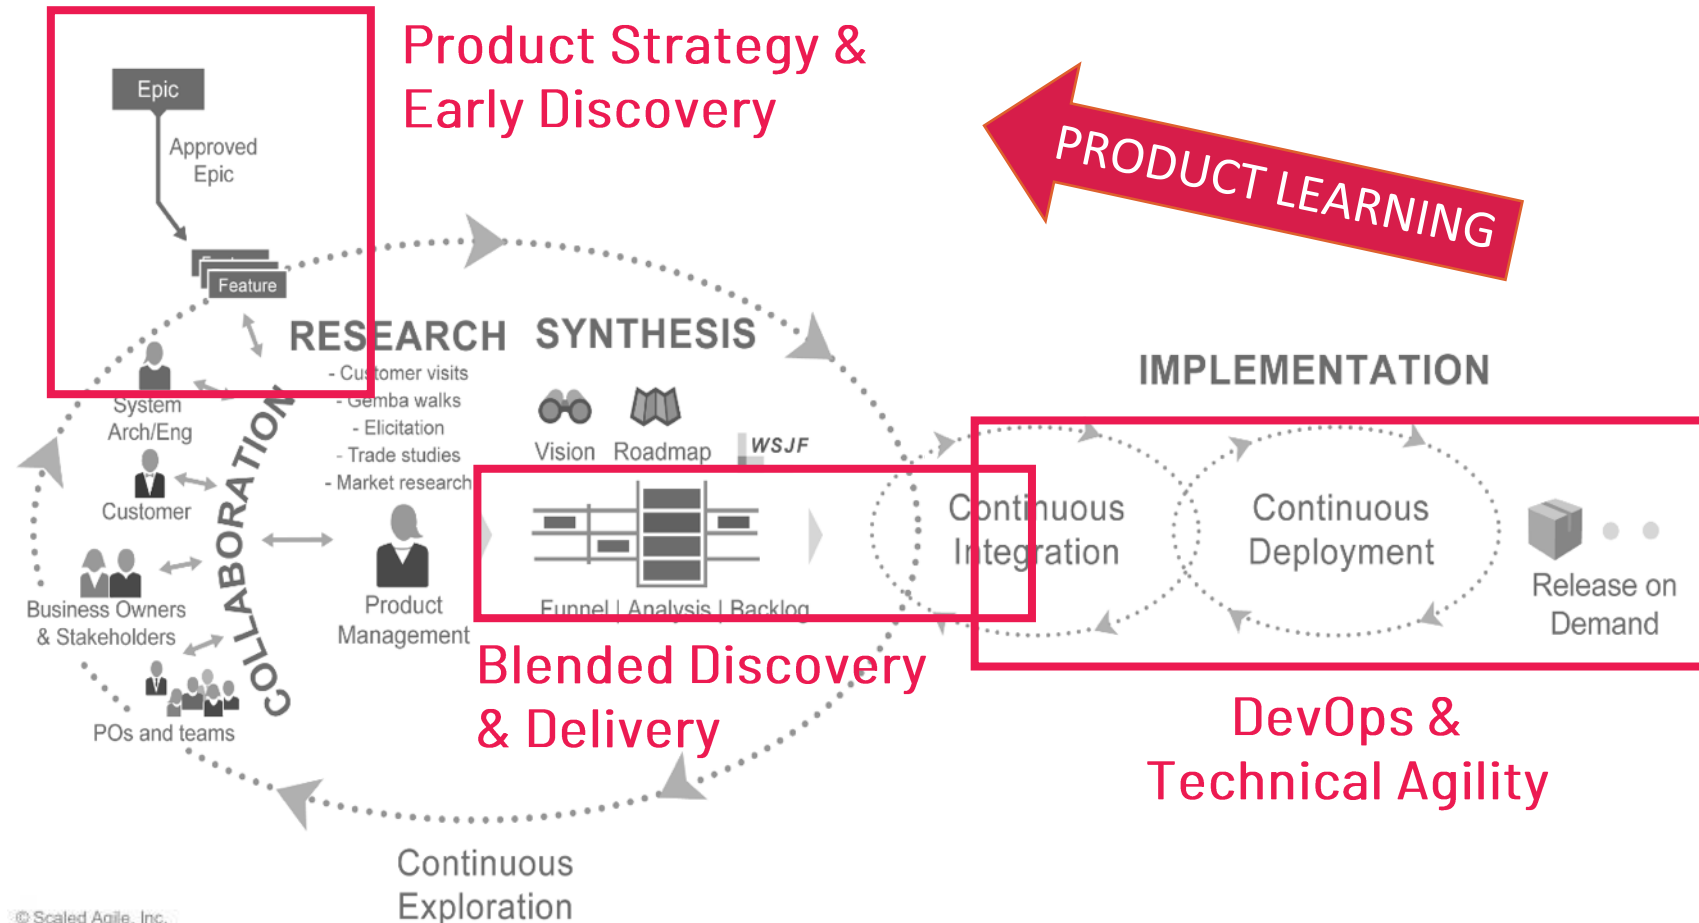 Product Strategy &
Early Discovery
PRODUCT LEARNING
Epic
Approved
Epic
Feature
RESEARCH
- Customer visits
- Gemba walks
- Elicitation
- Trade studies
- Market research
SYNTHESIS
Vision
Roadmap
WSJF
IMPLEMENTATION
System
Arch/Eng
Customer
Business Owners
& Stakeholders
POs and teams
COLLABORATION
Product
Management
Funnel | Analysis | Backlog
Continuous
Integration
Continuous
Deployment
Release on
Demand
Blended Discovery
& Delivery
DevOps &
Technical Agility
Continuous
Exploration
© Scaled Agile, Inc.